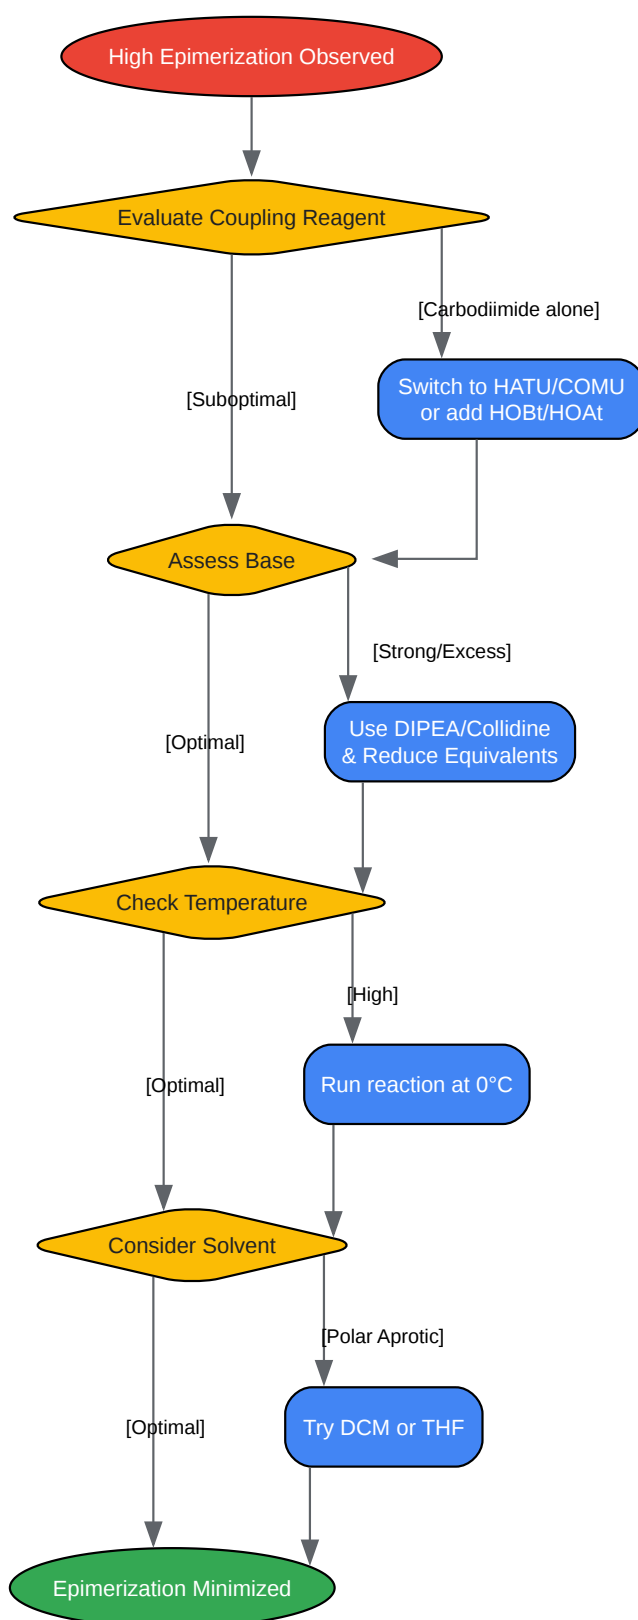 High Epimerization Observed
Evaluate Coupling Reagent
[Carbodiimide alone]
Switch to HATU/COMU
or add HOBt/HOAt
[Suboptimal]
Assess Base
[Strong/Excess]
Use DIPEA/Collidine
& Reduce Equivalents
[Optimal]
Check Temperature
[High]
Run reaction at 0°C
[Optimal]
Consider Solvent
[Polar Aprotic]
Try DCM or THF
[Optimal]
Epimerization Minimized